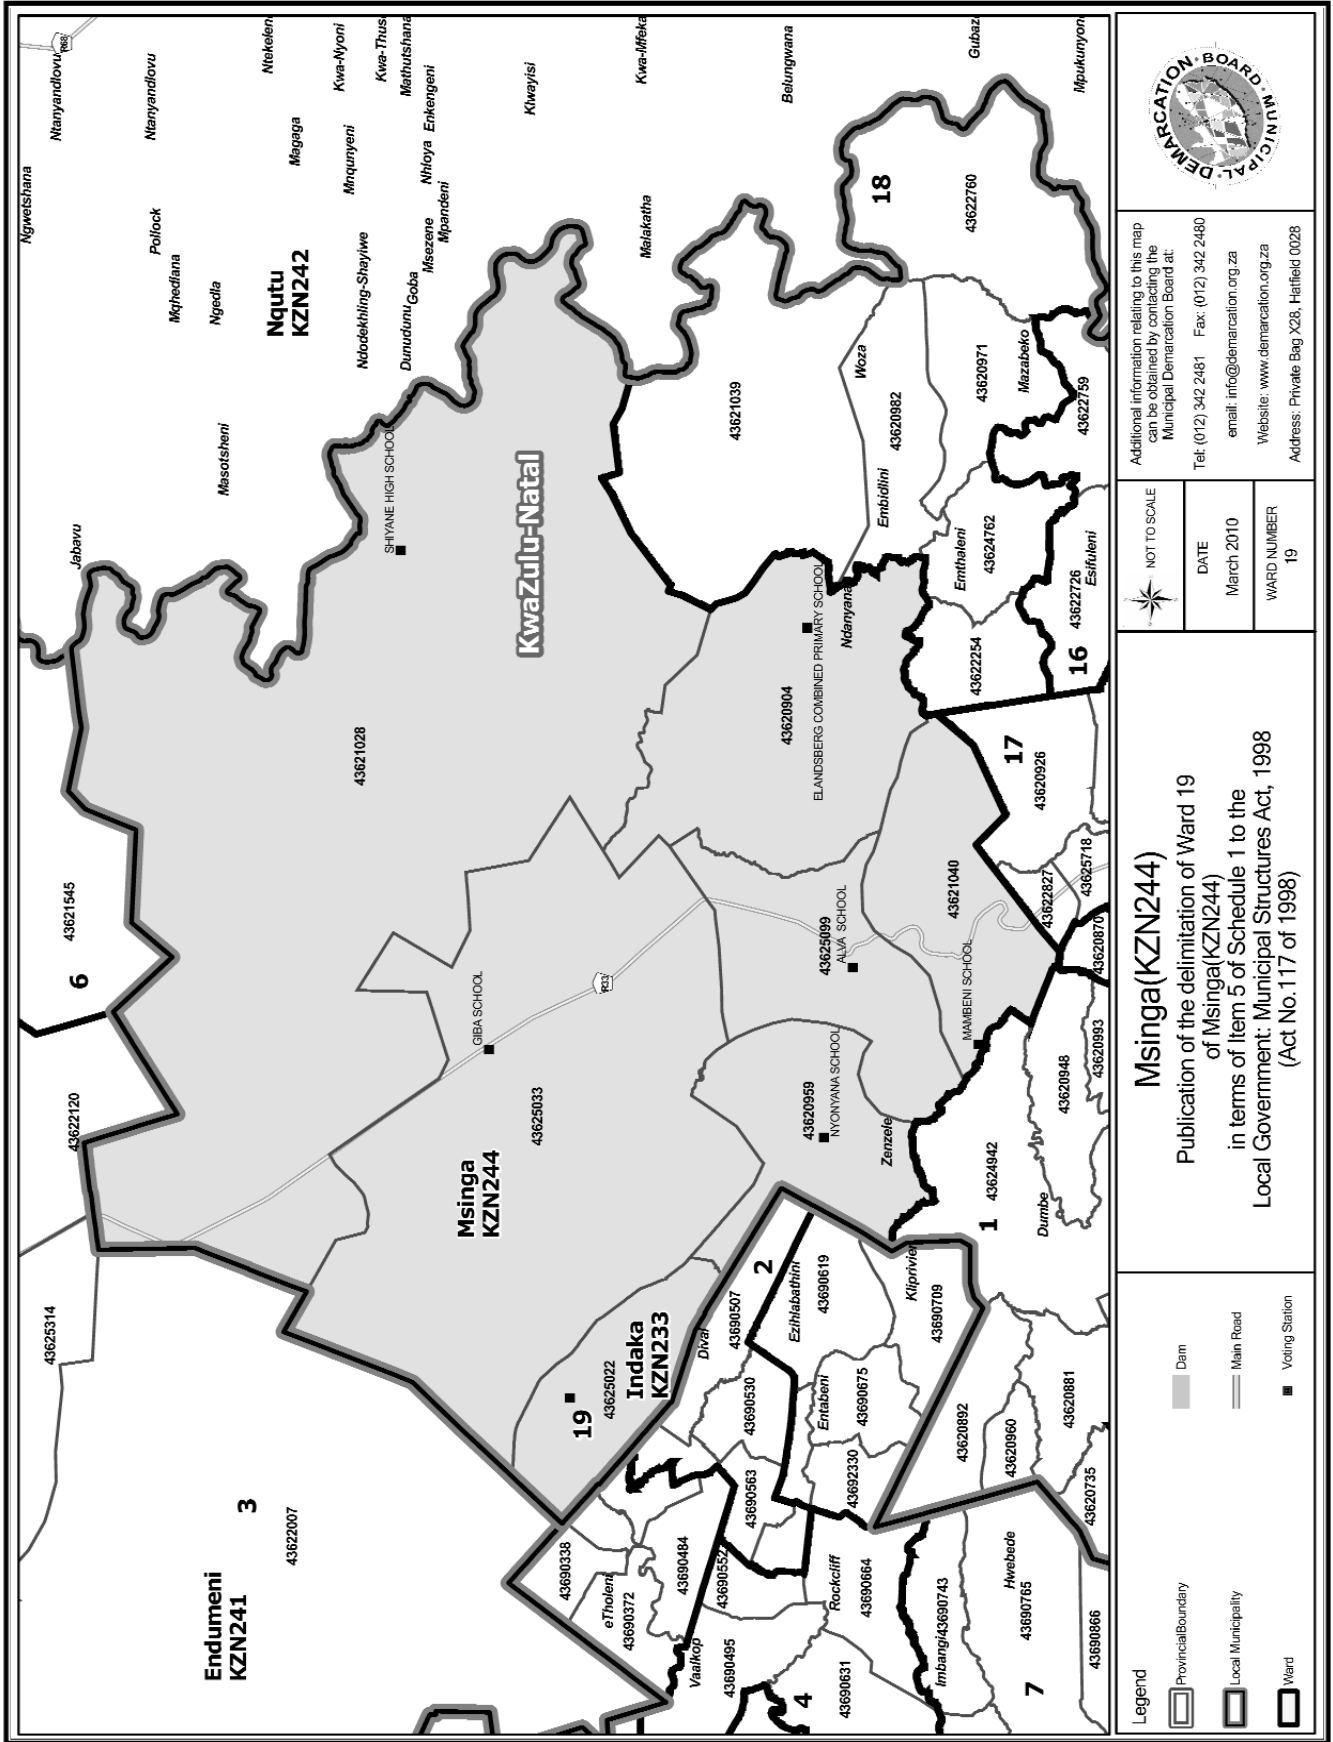 Ngwetshana
Ntanyandlovu
R68
Ntanyandlovu
Pollock
Mqhedlana
Ngedla
Ntekelen
Magaga
Nqutu
KZN242
Kwa-Nyoni
Mnqunyeni
Kwa-Thus
Mathutshana
Ndodekhling-Shayiwe
Nhloya
Enkengeni
Msezene
Mpandeni
Dunudunu
Goba
Klwayisi
Kwa-Mfeka
Malakatha
Belungwana
Gubaz
Mpukunyon
Jabavu
Masotsheni
SHIYANE HIGH SCHOOL
KwaZulu-Natal
18
43622760
43621039
Woza
43620982
43620971
Mazabeko
43622759
Embidlini
Emthaleni
43624762
43622726
Esifuleni
43622254
16
43621545
6
43621028
43620904
ELANDSBERG COMBINED PRIMARY SCHOOL
Ndanyana
17
43620926
43625718
43622827
43620870
43621040
43625099
ALVA SCHOOL
MAMBENI SCHOOL
GIBA SCHOOL
R33
43622120
43625033
Msinga
KZN244
43620959
NYONYANA SCHOOL
Zenzele
43620993
43620948
43624942
1
Dumbe
43625314
3
43622007
Endumeni
KZN241
19
43625022
Indaka
KZN233
Dival
43690507
2
Ezihlabathini
43690619
Kliprivier
43690709
43690530
Entabeni
43690675
43692330
43690563
43620892
43620960
43620881
43620735
43690338
eTholeni
43690372
43690484
43690552
Vaalkop
43690495
4
Rockcliff
43690664
43690631
Imbangi
43690743
Hwebede
43690765
7
43690866
Legend
ProvincialBoundary
Local Municipality
Ward
Dam
Main Road
Voting Station
Msinga(KZN244)
Publication of the delimitation of Ward 19
of Msinga(KZN244)
in terms of Item 5 of Schedule 1 to the
Local Government: Municipal Structures Act, 1998
(Act No.117 of 1998)
NOT TO SCALE
DATE
March 2010
WARD NUMBER
19
Additional information relating to this map
can be obtained by contacting the
Municipal Demarcation Board at:
Tel: (012) 342 2481 Fax: (012) 342 2480
email: info@demarcation.org.za
Website: www.demarcation.org.za
Address: Private Bag X28, Hatfield 0028
MUNICIPAL DEMARCATION BOARD